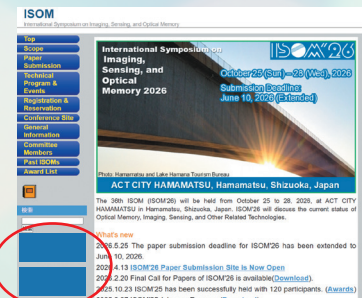 ISOM
International Symposium on Imaging, Sensing, and Optical Memory
Top
Scope
Paper
Submission
Technical
Program &
Events
Registration &
Reservation
Conference Site
General
Information
Committee
Members
Past ISOMs
Award List
検索
International Symposium on
Imaging,
Sensing, and
Optical
Memory 2026
ISOM'26
October 25 (Sun) – 28 (Wed), 2026
Submission Deadline:
June 10, 2026 (Extended)
Photo: Hamamatsu and Lake Hamana Tourism Bureau
ACT CITY HAMAMATSU, Hamamatsu, Shizuoka, Japan
The 36th ISOM (ISOM'26) will be held from October 25 to 28, 2026, at ACT CITY
HAMAMATSU in Hamamatsu, Shizuoka, Japan. ISOM'26 will discuss the current status of
Optical Memory, Imaging, Sensing, and Other Related Technologies.
What's new
2026.5.25 The paper submission deadline for ISOM'26 has been extended to
June 10, 2026.
2026.4.13 ISOM'26 Paper Submission Site is Now Open
2026.2.20 Final Call for Papers of ISOM'26 is available(Download).
2025.10.23 ISOM'25 has been successfully held with 120 participants. (Awards)